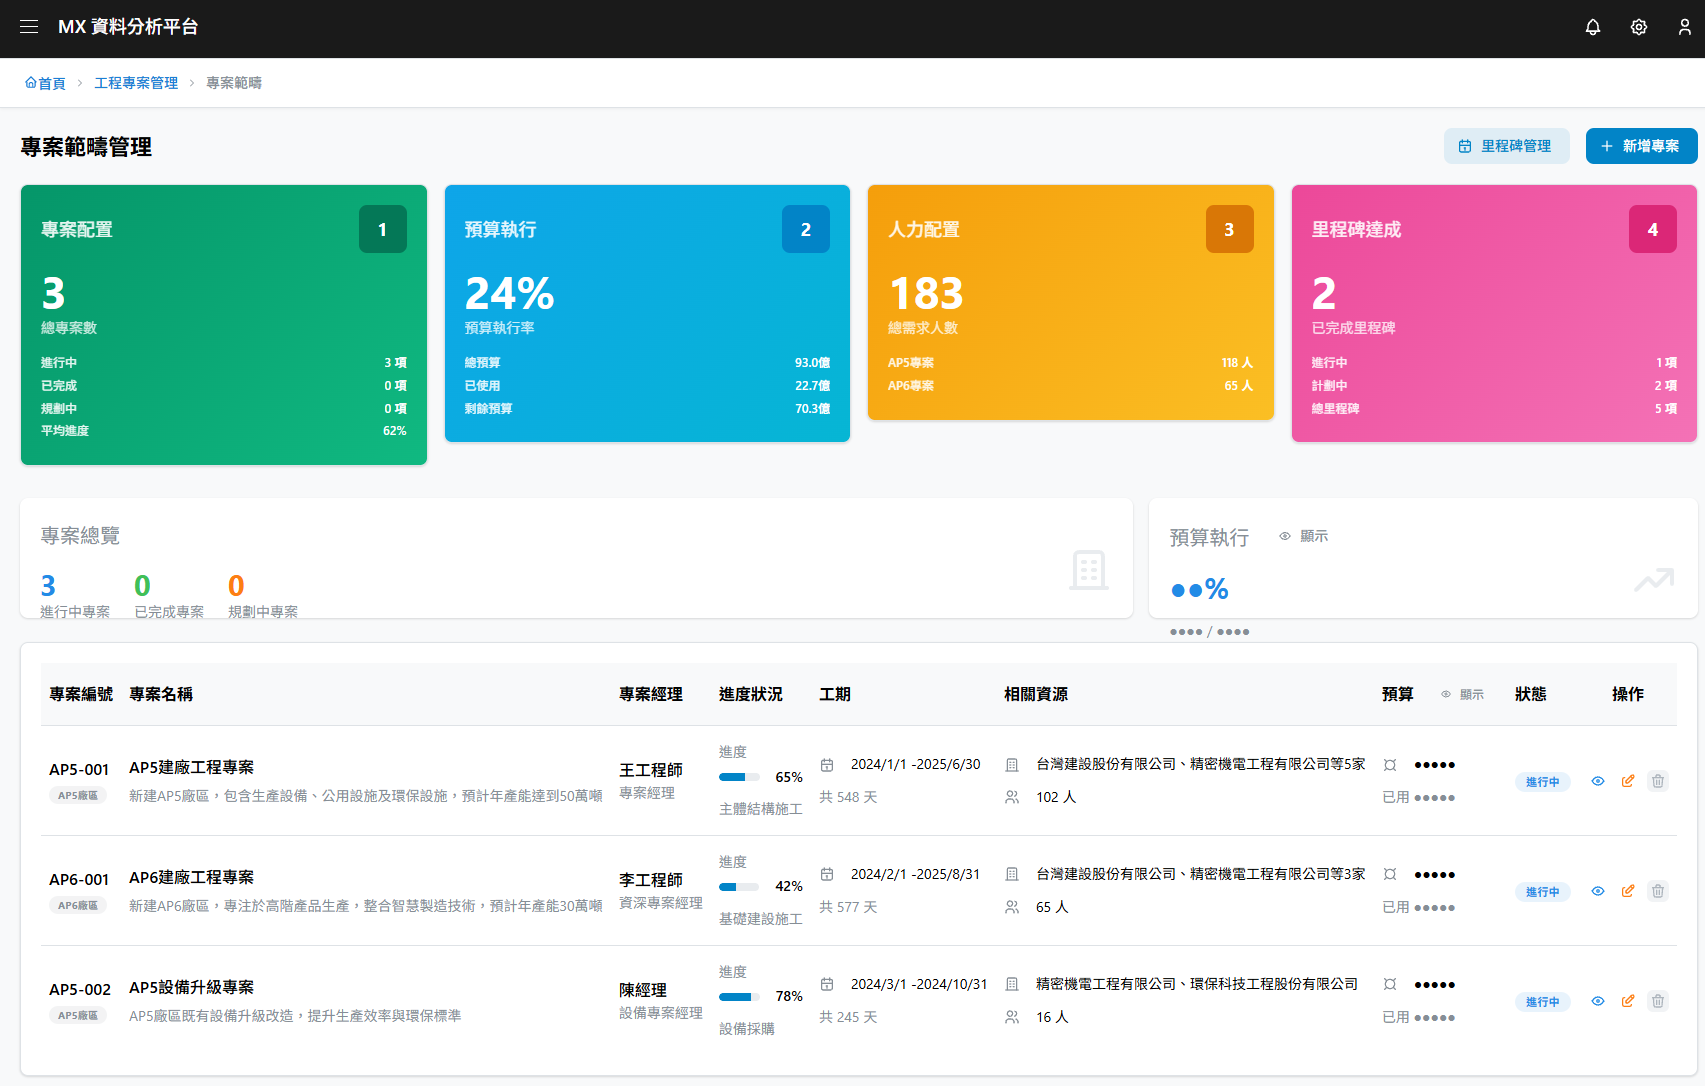 MX 資料分析平台
首頁 › 工程專案管理 › 專案範疇
專案範疇管理
里程碑管理
新增專案
專案配置 1
3
總專案數
進行中 3 項
已完成 0 項
規劃中 0 項
平均進度 62%
預算執行 2
24%
預算執行率
總預算 93.0億
已使用 22.7億
剩餘預算 70.3億
人力配置 3
183
總需求人數
AP5專案 118 人
AP6專案 65 人
里程碑達成 4
2
已完成里程碑
進行中 1 項
計劃中 2 項
總里程碑 5 項
專案總覽
3 0 0
進行中專案 已完成專案 規劃中專案
預算執行 顯示
●●%
●●●● / ●●●●
專案編號 專案名稱 專案經理 進度狀況 工期 相關資源 預算 顯示 狀態 操作
AP5-001
AP5廠區
AP5建廠工程專案
新建AP5廠區，包含生產設備、公用設施及環保設施，預計年產能達到50萬噸
王工程師
專案經理
進度
65%
主體結構施工
2024/1/1 -2025/6/30
共 548 天
台灣建設股份有限公司、精密機電工程有限公司等5家
102 人
●●●●●
已用 ●●●●●
進行中
AP6-001
AP6廠區
AP6建廠工程專案
新建AP6廠區，專注於高階產品生產，整合智慧製造技術，預計年產能30萬噸
李工程師
資深專案經理
進度
42%
基礎建設施工
2024/2/1 -2025/8/31
共 577 天
台灣建設股份有限公司、精密機電工程有限公司等3家
65 人
●●●●●
已用 ●●●●●
進行中
AP5-002
AP5廠區
AP5設備升級專案
AP5廠區既有設備升級改造，提升生產效率與環保標準
陳經理
設備專案經理
進度
78%
設備採購
2024/3/1 -2024/10/31
共 245 天
精密機電工程有限公司、環保科技工程股份有限公司
16 人
●●●●●
已用 ●●●●●
進行中